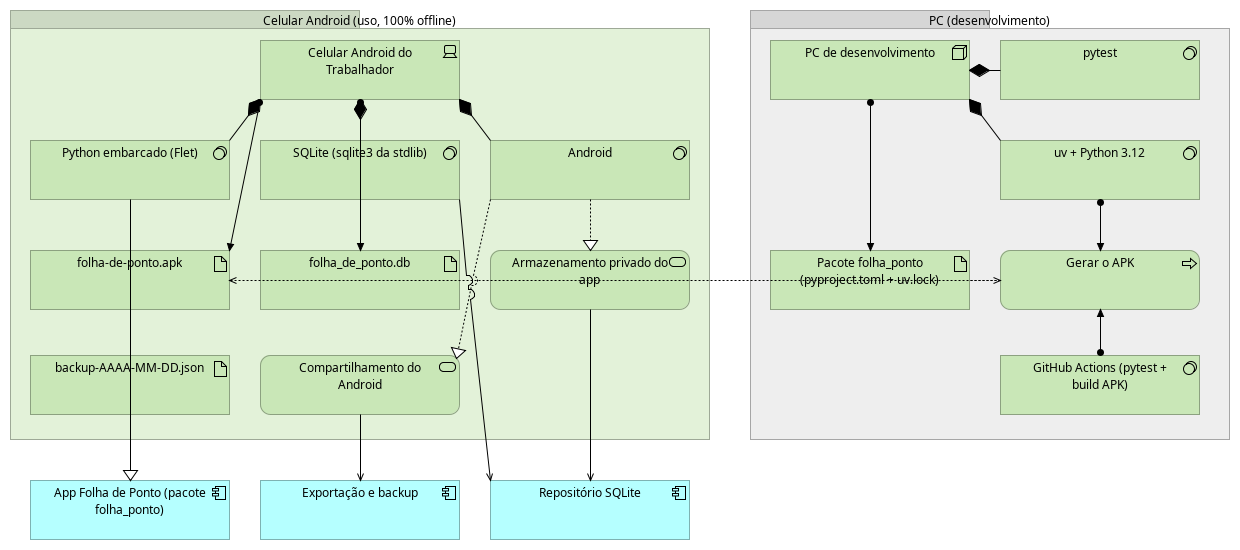 Celular Android (uso, 100% offline)
PC (desenvolvimento)
Celular Android do
Trabalhador
PC de desenvolvimento
pytest
Python embarcado (Flet)
SQLite (sqlite3 da stdlib)
Android
uv + Python 3.12
folha-de-ponto.apk
folha_de_ponto.db
Armazenamento privado do
app
Pacote folha_ponto
(pyproject.toml + uv.lock)
Gerar o APK
backup-AAAA-MM-DD.json
Compartilhamento do
Android
GitHub Actions (pytest +
build APK)
App Folha de Ponto (pacote
folha_ponto)
Exportação e backup
Repositório SQLite